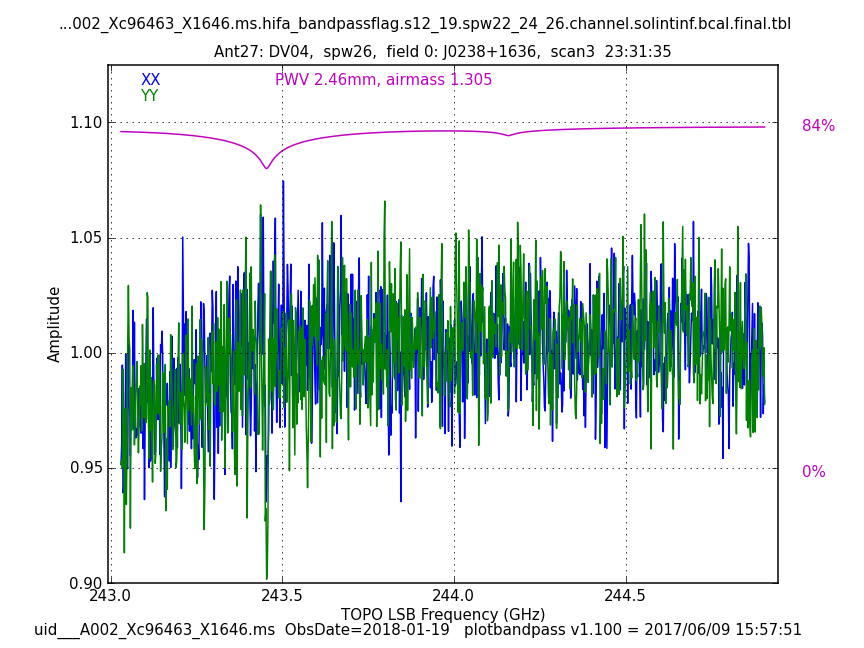 ...002_Xc96463_X1646.ms.hifa_bandpassflag.s12_19.spw22_24_26.channel.solintinf.bcal.final.tbl
Ant27: DV04, spw26, field 0: J0238+1636, scan3 23:31:35
XX
PWV 2.46mm, airmass 1.305
YY
1.10
84%
1.05
Amplitude
1.00
0.95
0%
0.90
243.0 243.5 244.0 244.5
TOPO LSB Frequency (GHz)
uid___A002_Xc96463_X1646.ms ObsDate=2018-01-19 plotbandpass v1.100 = 2017/06/09 15:57:51